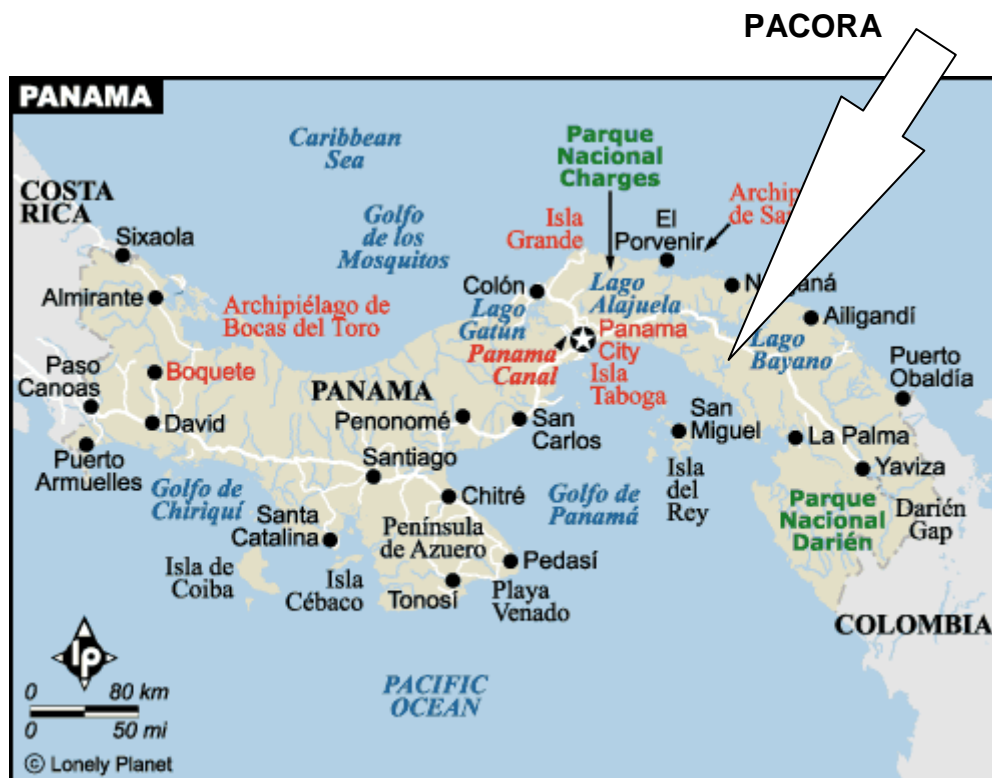 PACORA
PANAMA
Caribbean
Sea
Parque
Nacional
Charges
COSTA
RICA
Archip
de Sa
Isla
Grande
El
Porvenir
Golfo
de los
Mosquitos
Sixaola
Colón
Lago
Alajuela
Almirante
Archipiélago de
Bocas del Toro
Lago
Gatún
Ailigandí
Panama
City
Panama
Canal
Lago
Bayano
Isla
Taboga
Paso
Canoas
Boquete
Puerto
Obaldía
PANAMA
David
Penonomé
San
Carlos
San
Miguel
La Palma
Puerto
Armuelles
Santiago
Yaviza
Golfo de
Chiriquí
Chitré
Golfo de
Panamá
Isla
del
Rey
Parque
Nacional
Darién
Darién
Gap
Santa
Catalina
Península
de Azuero
Isla de
Coiba
Isla
Cébaco
Pedasí
Tonosí
Playa
Venado
COLOMBIA
lp
PACIFIC
OCEAN
0 80 km
0 50 mi
© Lonely Planet